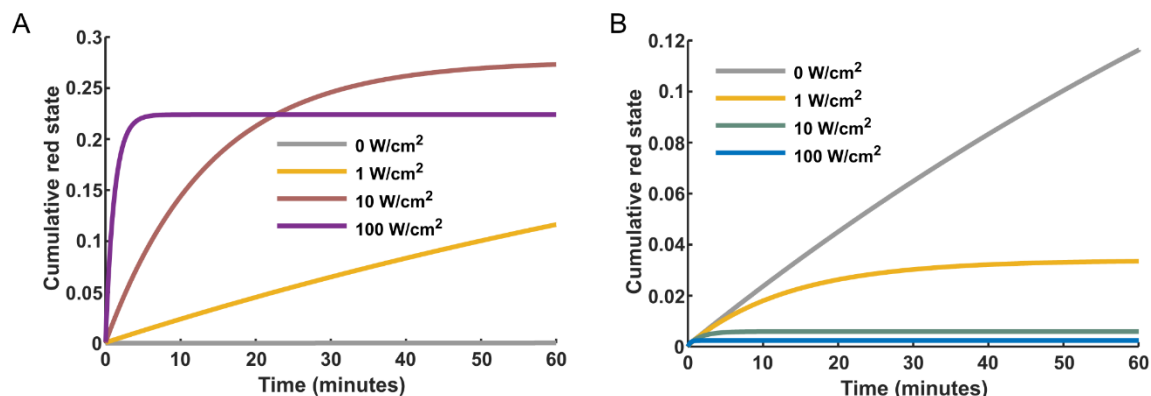 A
Cumulative red state
0.3
0.25
0.2
0.15
0.1
0.05
0
0 W/cm²
1 W/cm²
10 W/cm²
100 W/cm²
0 10 20 30 40 50 60
Time (minutes)
B
Cumulative red state
0.12
0.1
0.08
0.06
0.04
0.02
0
0 W/cm²
1 W/cm²
10 W/cm²
100 W/cm²
0 10 20 30 40 50 60
Time (minutes)